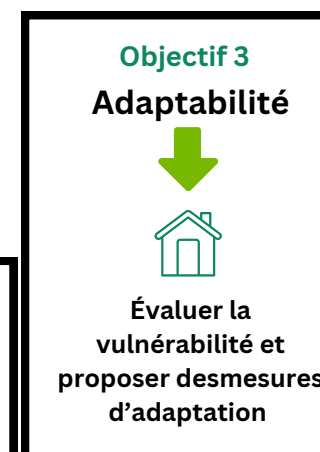 Objectif 3
Adaptabilité
Évaluer la
vulnérabilité et
proposer desmesures
d’adaptation